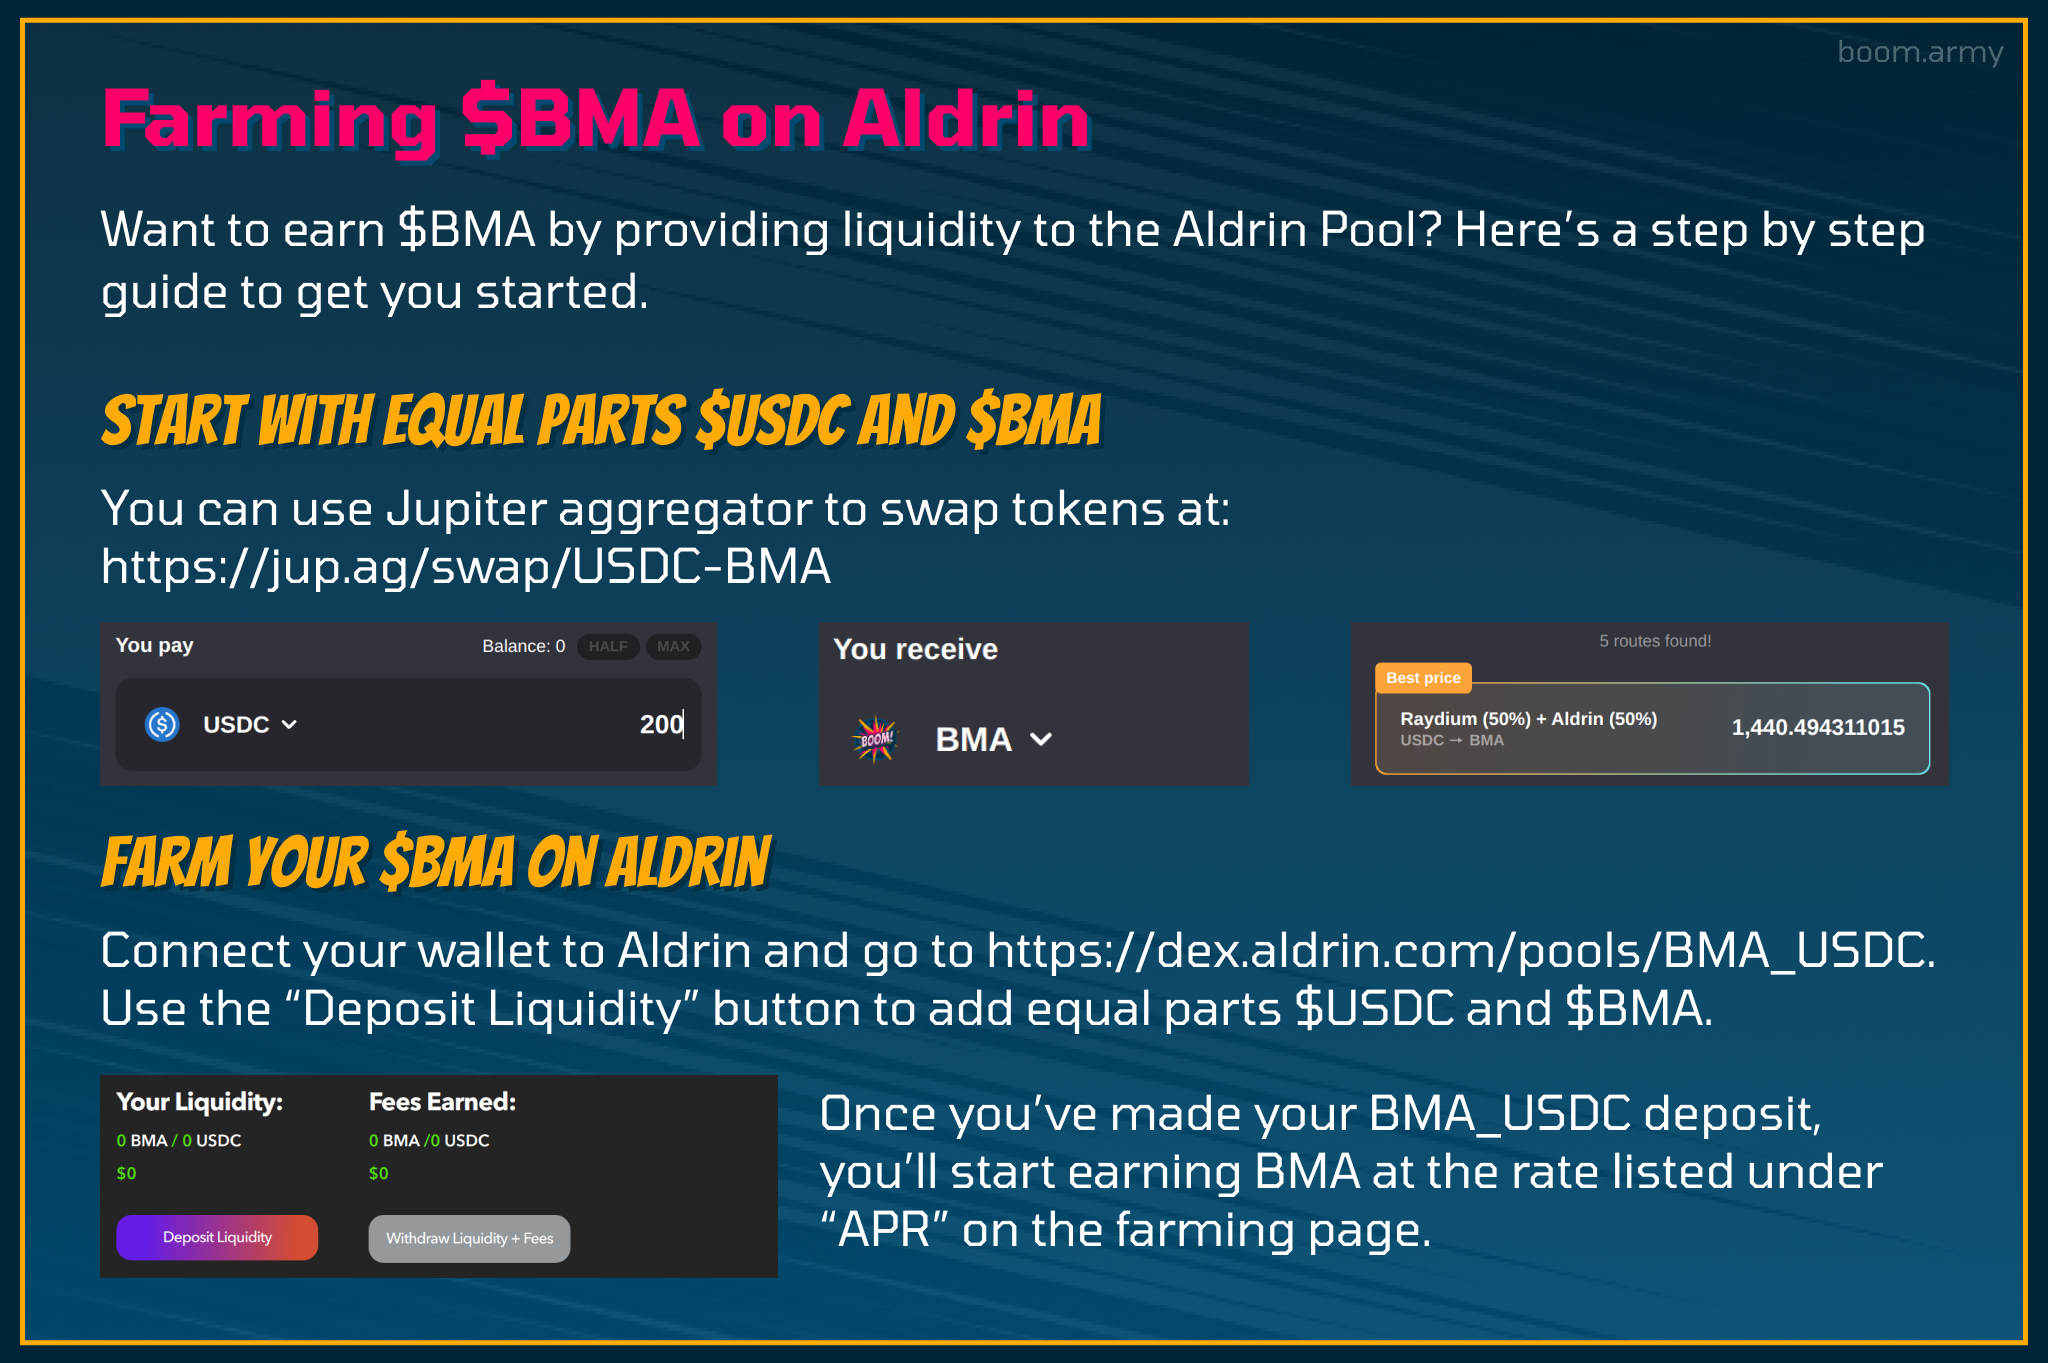 boom.army
Farming $BMA on Aldrin
Want to earn $BMA by providing liquidity to the Aldrin Pool? Here's a step by step
guide to get you started.
START WITH EQUAL PARTS $USDC AND $BMA
You can use Jupiter aggregator to swap tokens at:
https://jup.ag/swap/USDC-BMA
You pay Balance: 0 HALF MAX
USDC 200
You receive
BOOM! BMA
5 routes found!
Best price
Raydium (50%) + Aldrin (50%) 1,440.494311015
USDC → BMA
FARM YOUR $BMA ON ALDRIN
Connect your wallet to Aldrin and go to https://dex.aldrin.com/pools/BMA_USDC.
Use the “Deposit Liquidity” button to add equal parts $USDC and $BMA.
Your Liquidity: Fees Earned:
0 BMA / 0 USDC 0 BMA /0 USDC
$0 $0
Deposit Liquidity Withdraw Liquidity + Fees
Once you've made your BMA_USDC deposit,
you'll start earning BMA at the rate listed under
“APR” on the farming page.